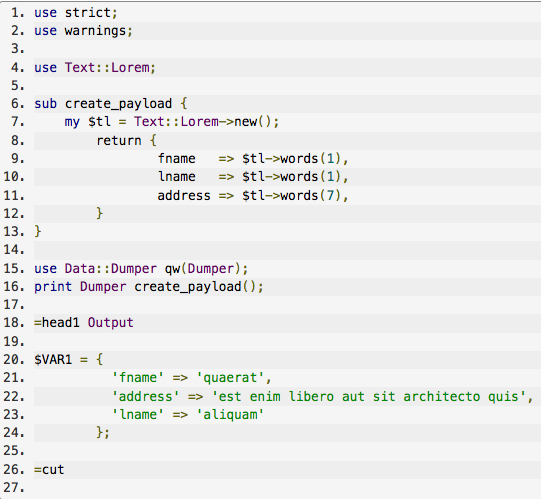 1. use strict;
2. use warnings;
3.
4. use Text::Lorem;
5.
6. sub create_payload {
7.     my $tl = Text::Lorem->new();
8.         return {
9.                 fname   => $tl->words(1),
10.                 lname   => $tl->words(1),
11.                 address => $tl->words(7),
12.         }
13. }
14.
15. use Data::Dumper qw(Dumper);
16. print Dumper create_payload();
17.
18. =head1 Output
19.
20. $VAR1 = {
21.           'fname' => 'quaerat',
22.           'address' => 'est enim libero aut sit architecto quis',
23.           'lname' => 'aliquam'
24.         };
25.
26. =cut
27.